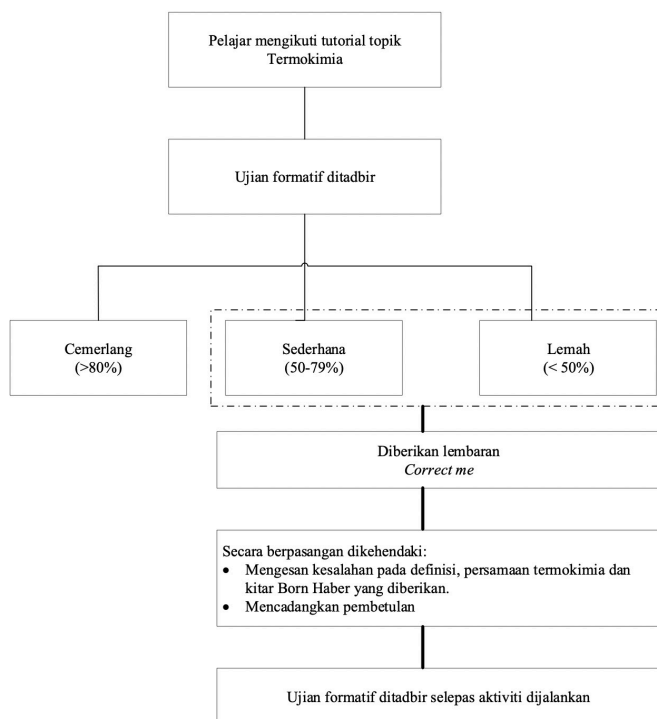 Pelajar mengikuti tutorial topik
Termokimia
Ujian formatif ditadbir
Cemerlang
(>80%)
Sederhana
(50-79%)
Lemah
(< 50%)
Diberikan lembaran
Correct me
Secara berpasangan dikehendaki:
• Mengesan kesalahan pada definisi, persamaan termokimia dan
kitar Born Haber yang diberikan.
• Mencadangkan pembetulan
Ujian formatif ditadbir selepas aktiviti dijalankan